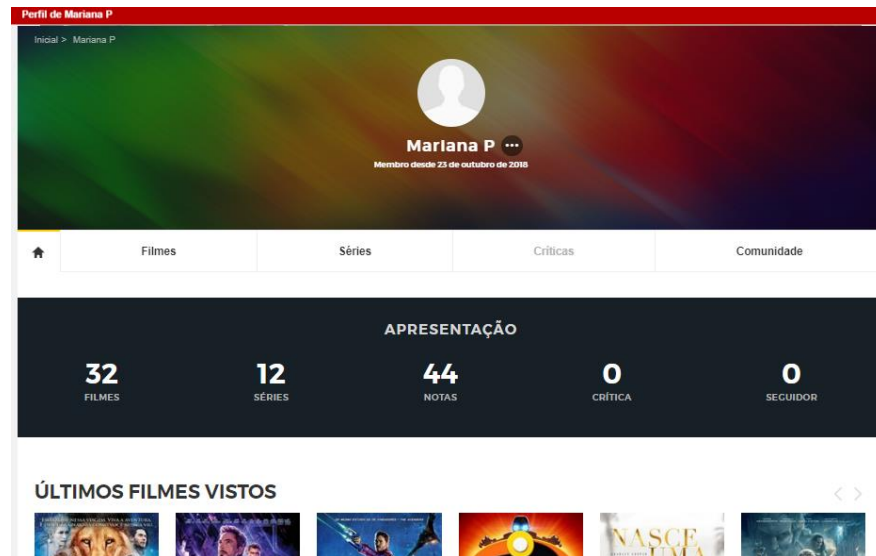 Perfil de Mariana P
Inicial > Mariana P
Mariana P
Membro desde 23 de outubro de 2018
Filmes
Séries
Críticas
Comunidade
APRESENTAÇÃO
32
FILMES
12
SÉRIES
44
NOTAS
0
CRÍTICA
0
SEGUIDOR
ÚLTIMOS FILMES VISTOS
NASCE
UMA